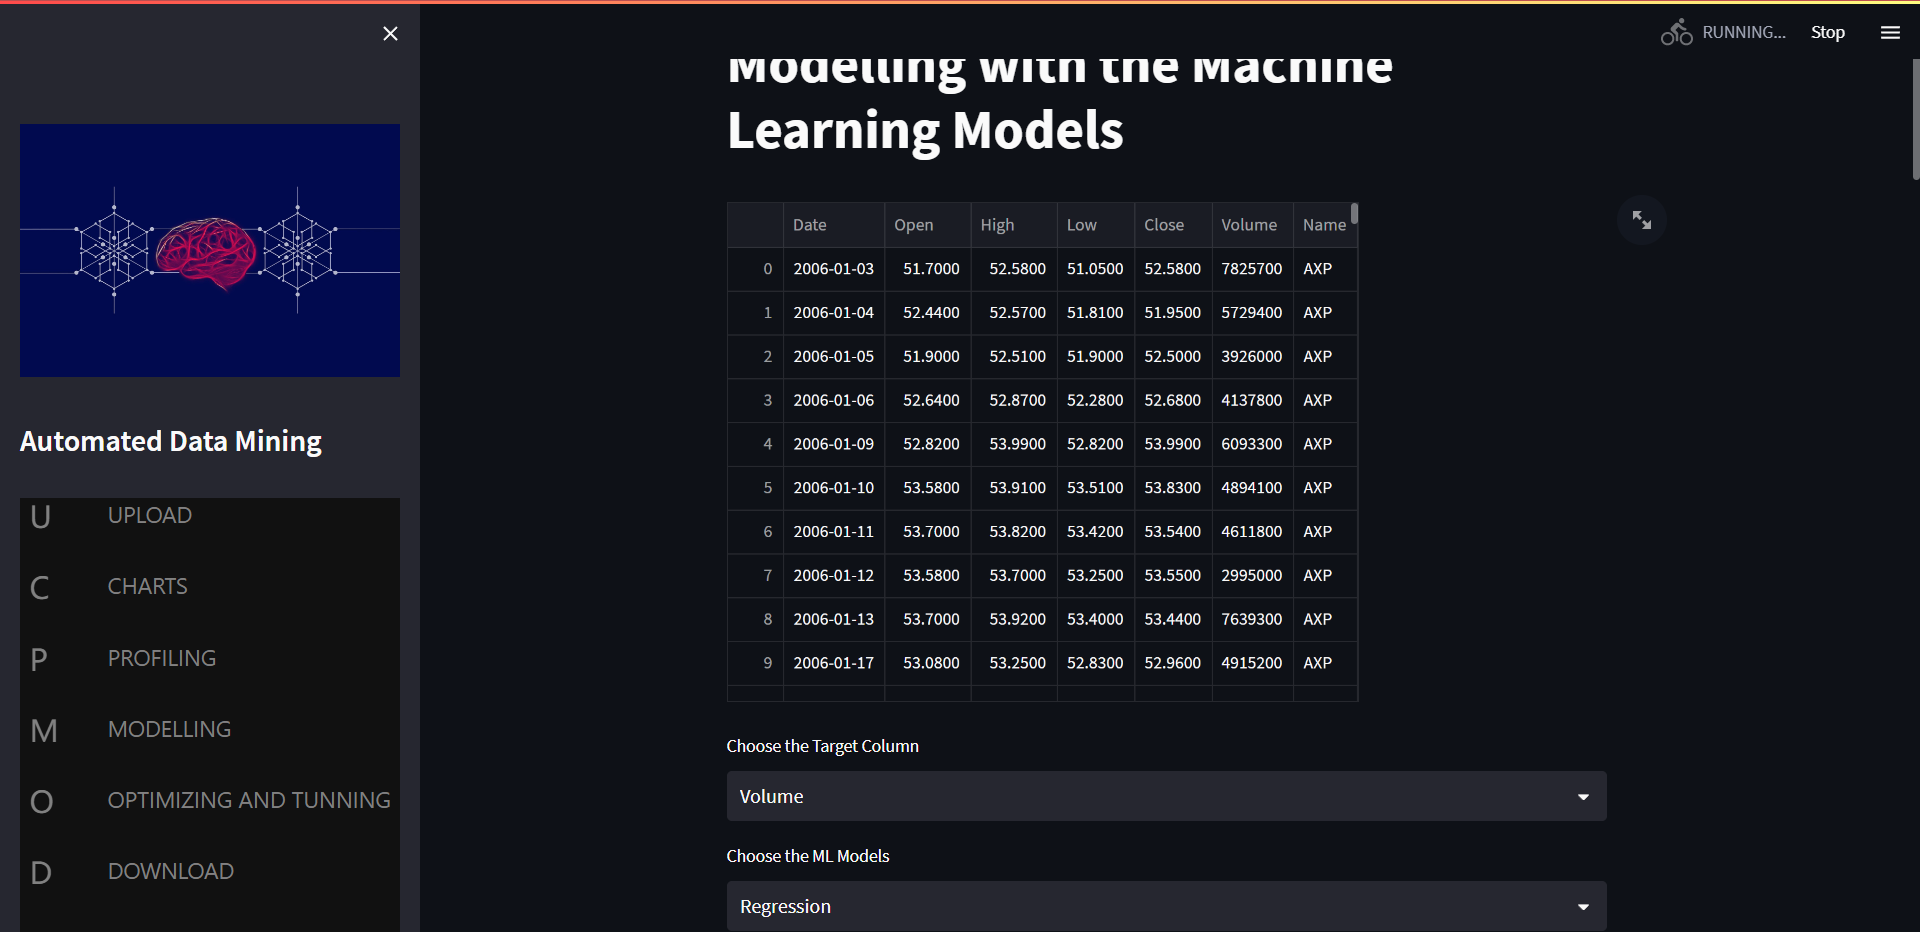 RUNNING... Stop
Modelling with the Machine
Learning Models
Automated Data Mining
U UPLOAD
C CHARTS
P PROFILING
M MODELLING
O OPTIMIZING AND TUNNING
D DOWNLOAD
Date Open High Low Close Volume Name
0 2006-01-03 51.7000 52.5800 51.0500 52.5800 7825700 AXP
1 2006-01-04 52.4400 52.5700 51.8100 51.9500 5729400 AXP
2 2006-01-05 51.9000 52.5100 51.9000 52.5000 3926000 AXP
3 2006-01-06 52.6400 52.8700 52.2800 52.6800 4137800 AXP
4 2006-01-09 52.8200 53.9900 52.8200 53.9900 6093300 AXP
5 2006-01-10 53.5800 53.9100 53.5100 53.8300 4894100 AXP
6 2006-01-11 53.7000 53.8200 53.4200 53.5400 4611800 AXP
7 2006-01-12 53.5800 53.7000 53.2500 53.5500 2995000 AXP
8 2006-01-13 53.7000 53.9200 53.4000 53.4400 7639300 AXP
9 2006-01-17 53.0800 53.2500 52.8300 52.9600 4915200 AXP
Choose the Target Column
Volume
Choose the ML Models
Regression